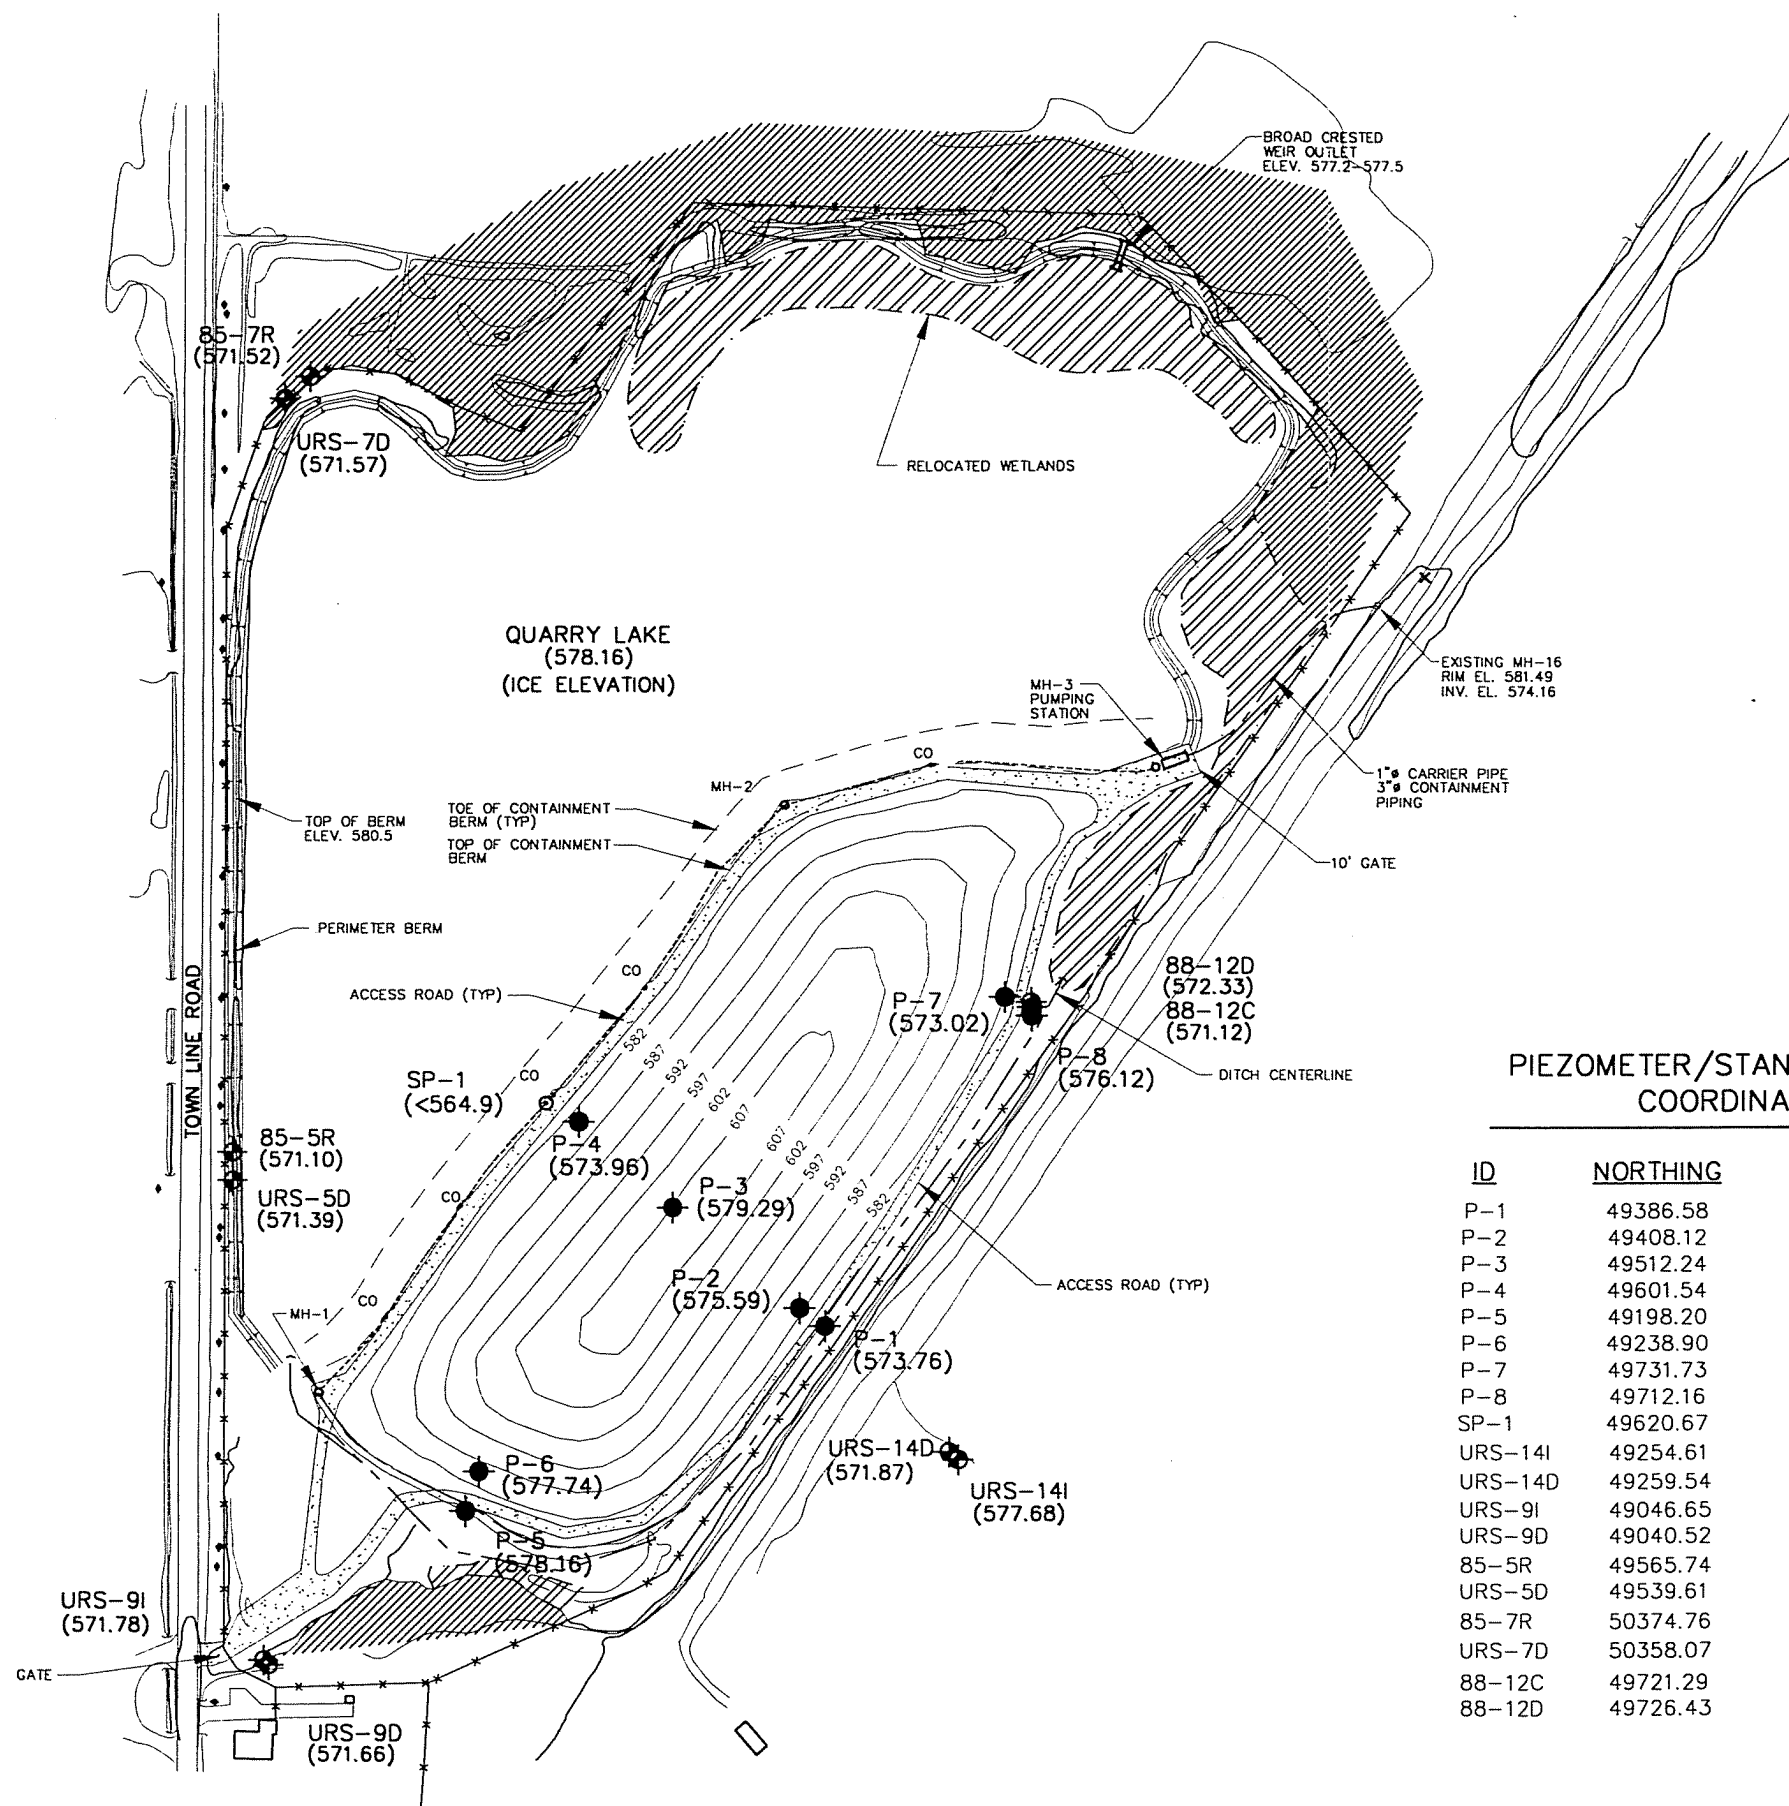 BROAD CRESTED
WEIR OUTLET
ELEV. 577.2-577.5
85-7R
(571.52)
URS-7D
(571.57)
RELOCATED WETLANDS
QUARRY LAKE
(578.16)
(ICE ELEVATION)
EXISTING MH-16
RIM EL. 581.49
INV. EL. 574.16
MH-3
PUMPING
STATION
CO
MH-2
1"ø CARRIER PIPE
3"ø CONTAINMENT
PIPING
TOE OF CONTAINMENT
BERM (TYP)
TOP OF BERM
ELEV. 580.5
TOP OF CONTAINMENT
BERM
10' GATE
PERIMETER BERM
TOWN LINE ROAD
CO
ACCESS ROAD (TYP)
88-12D
(572.33)
88-12C
(571.12)
P-7
(573.02)
P-8
(576.12)
DITCH CENTERLINE
582
587
592
597
602
607
607
602
597
592
587
582
SP-1
(<564.9)
CO
P-4
(573.96)
85-5R
(571.10)
URS-5D
(571.39)
CO
P-3
(579.29)
P-2
(575.59)
ACCESS ROAD (TYP)
CO
MH-1
P-1
(573.76)
URS-14D
(571.87)
URS-14I
(577.68)
P-6
(577.74)
P-5
(578.16)
URS-9I
(571.78)
GATE
URS-9D
(571.66)
PIEZOMETER/STAN
COORDINA
ID NORTHING
P-1 49386.58
P-2 49408.12
P-3 49512.24
P-4 49601.54
P-5 49198.20
P-6 49238.90
P-7 49731.73
P-8 49712.16
SP-1 49620.67
URS-14I 49254.61
URS-14D 49259.54
URS-9I 49046.65
URS-9D 49040.52
85-5R 49565.74
URS-5D 49539.61
85-7R 50374.76
URS-7D 50358.07
88-12C 49721.29
88-12D 49726.43